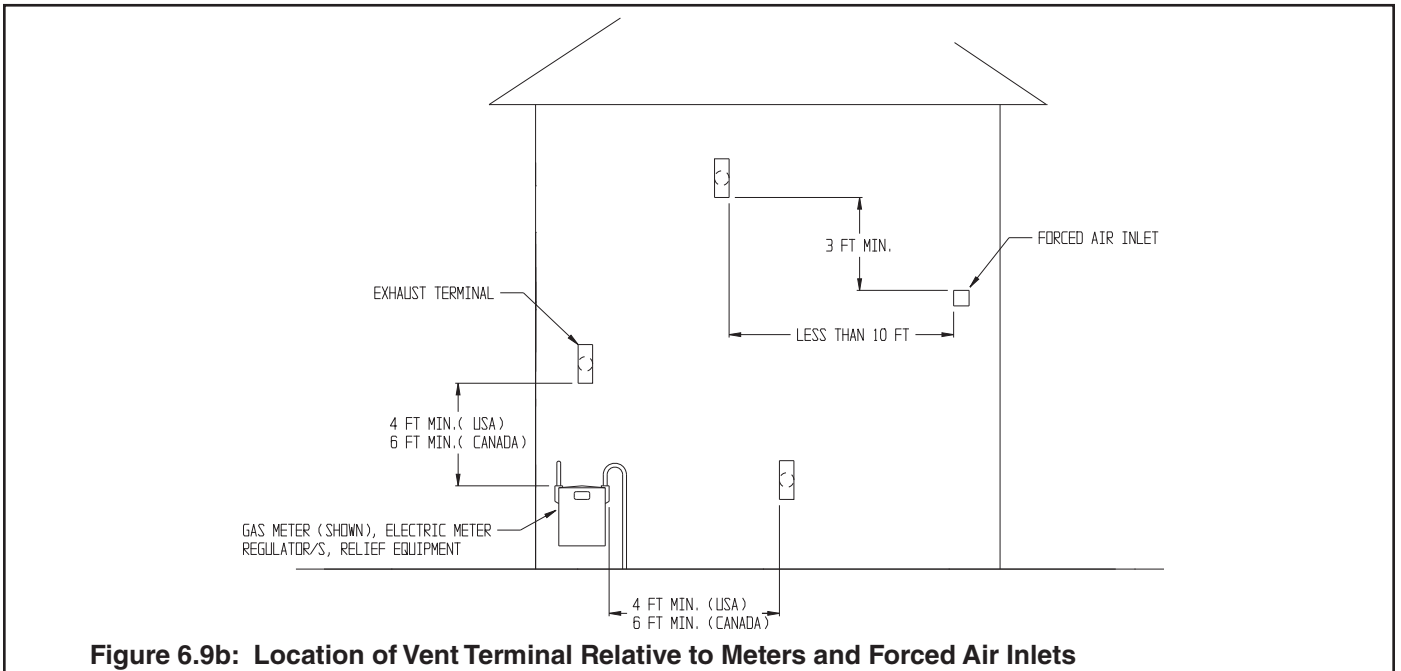 3 FT MIN.
FORCED AIR INLET
EXHAUST TERMINAL
LESS THAN 10 FT
4 FT MIN.( USA)
6 FT MIN.( CANADA)
GAS METER (SHOWN), ELECTRIC METER
REGULATOR/S, RELIEF EQUIPMENT
4 FT MIN. (USA)
6 FT MIN. (CANADA)
Figure 6.9b: Location of Vent Terminal Relative to Meters and Forced Air Inlets